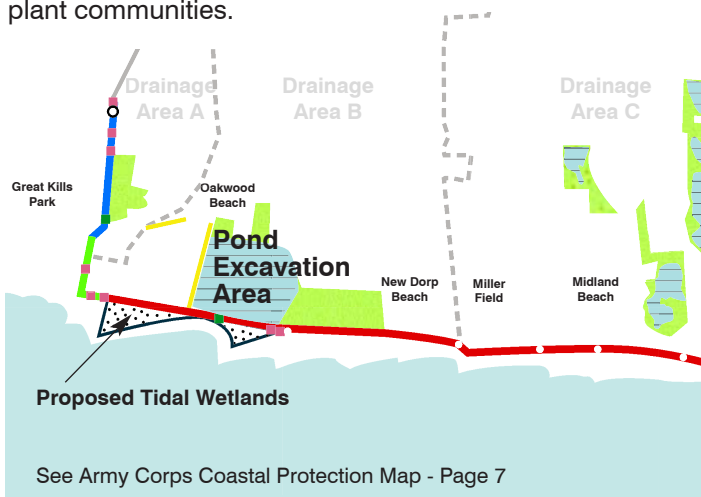 plant communities.
Drainage
Area A
Drainage
Area B
Drainage
Area C
Great Kills
Park
Oakwood
Beach
Pond
Excavation
Area
New Dorp
Beach
Miller
Field
Midland
Beach
Proposed Tidal Wetlands
See Army Corps Coastal Protection Map - Page 7